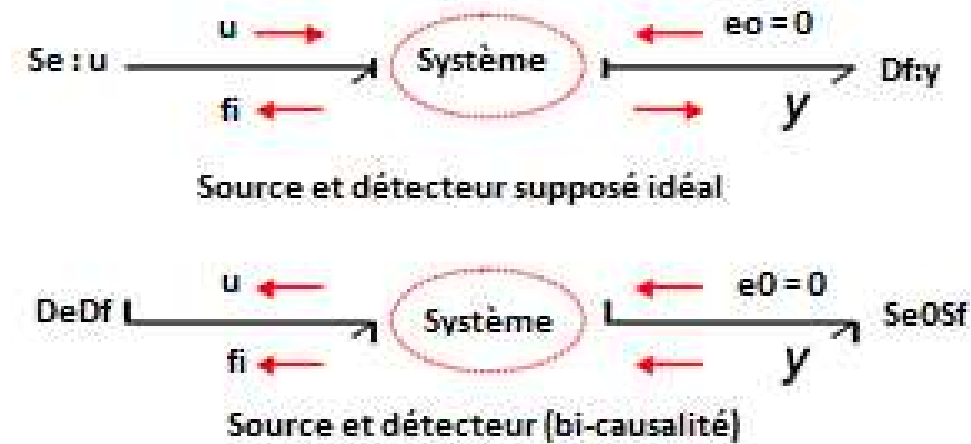 u eo = 0
Se : u Système Df:y
fi y
Source et détecteur supposé idéal
u e0 = 0
DeDf Système Se0Sf
fi y
Source et détecteur (bi-causalité)